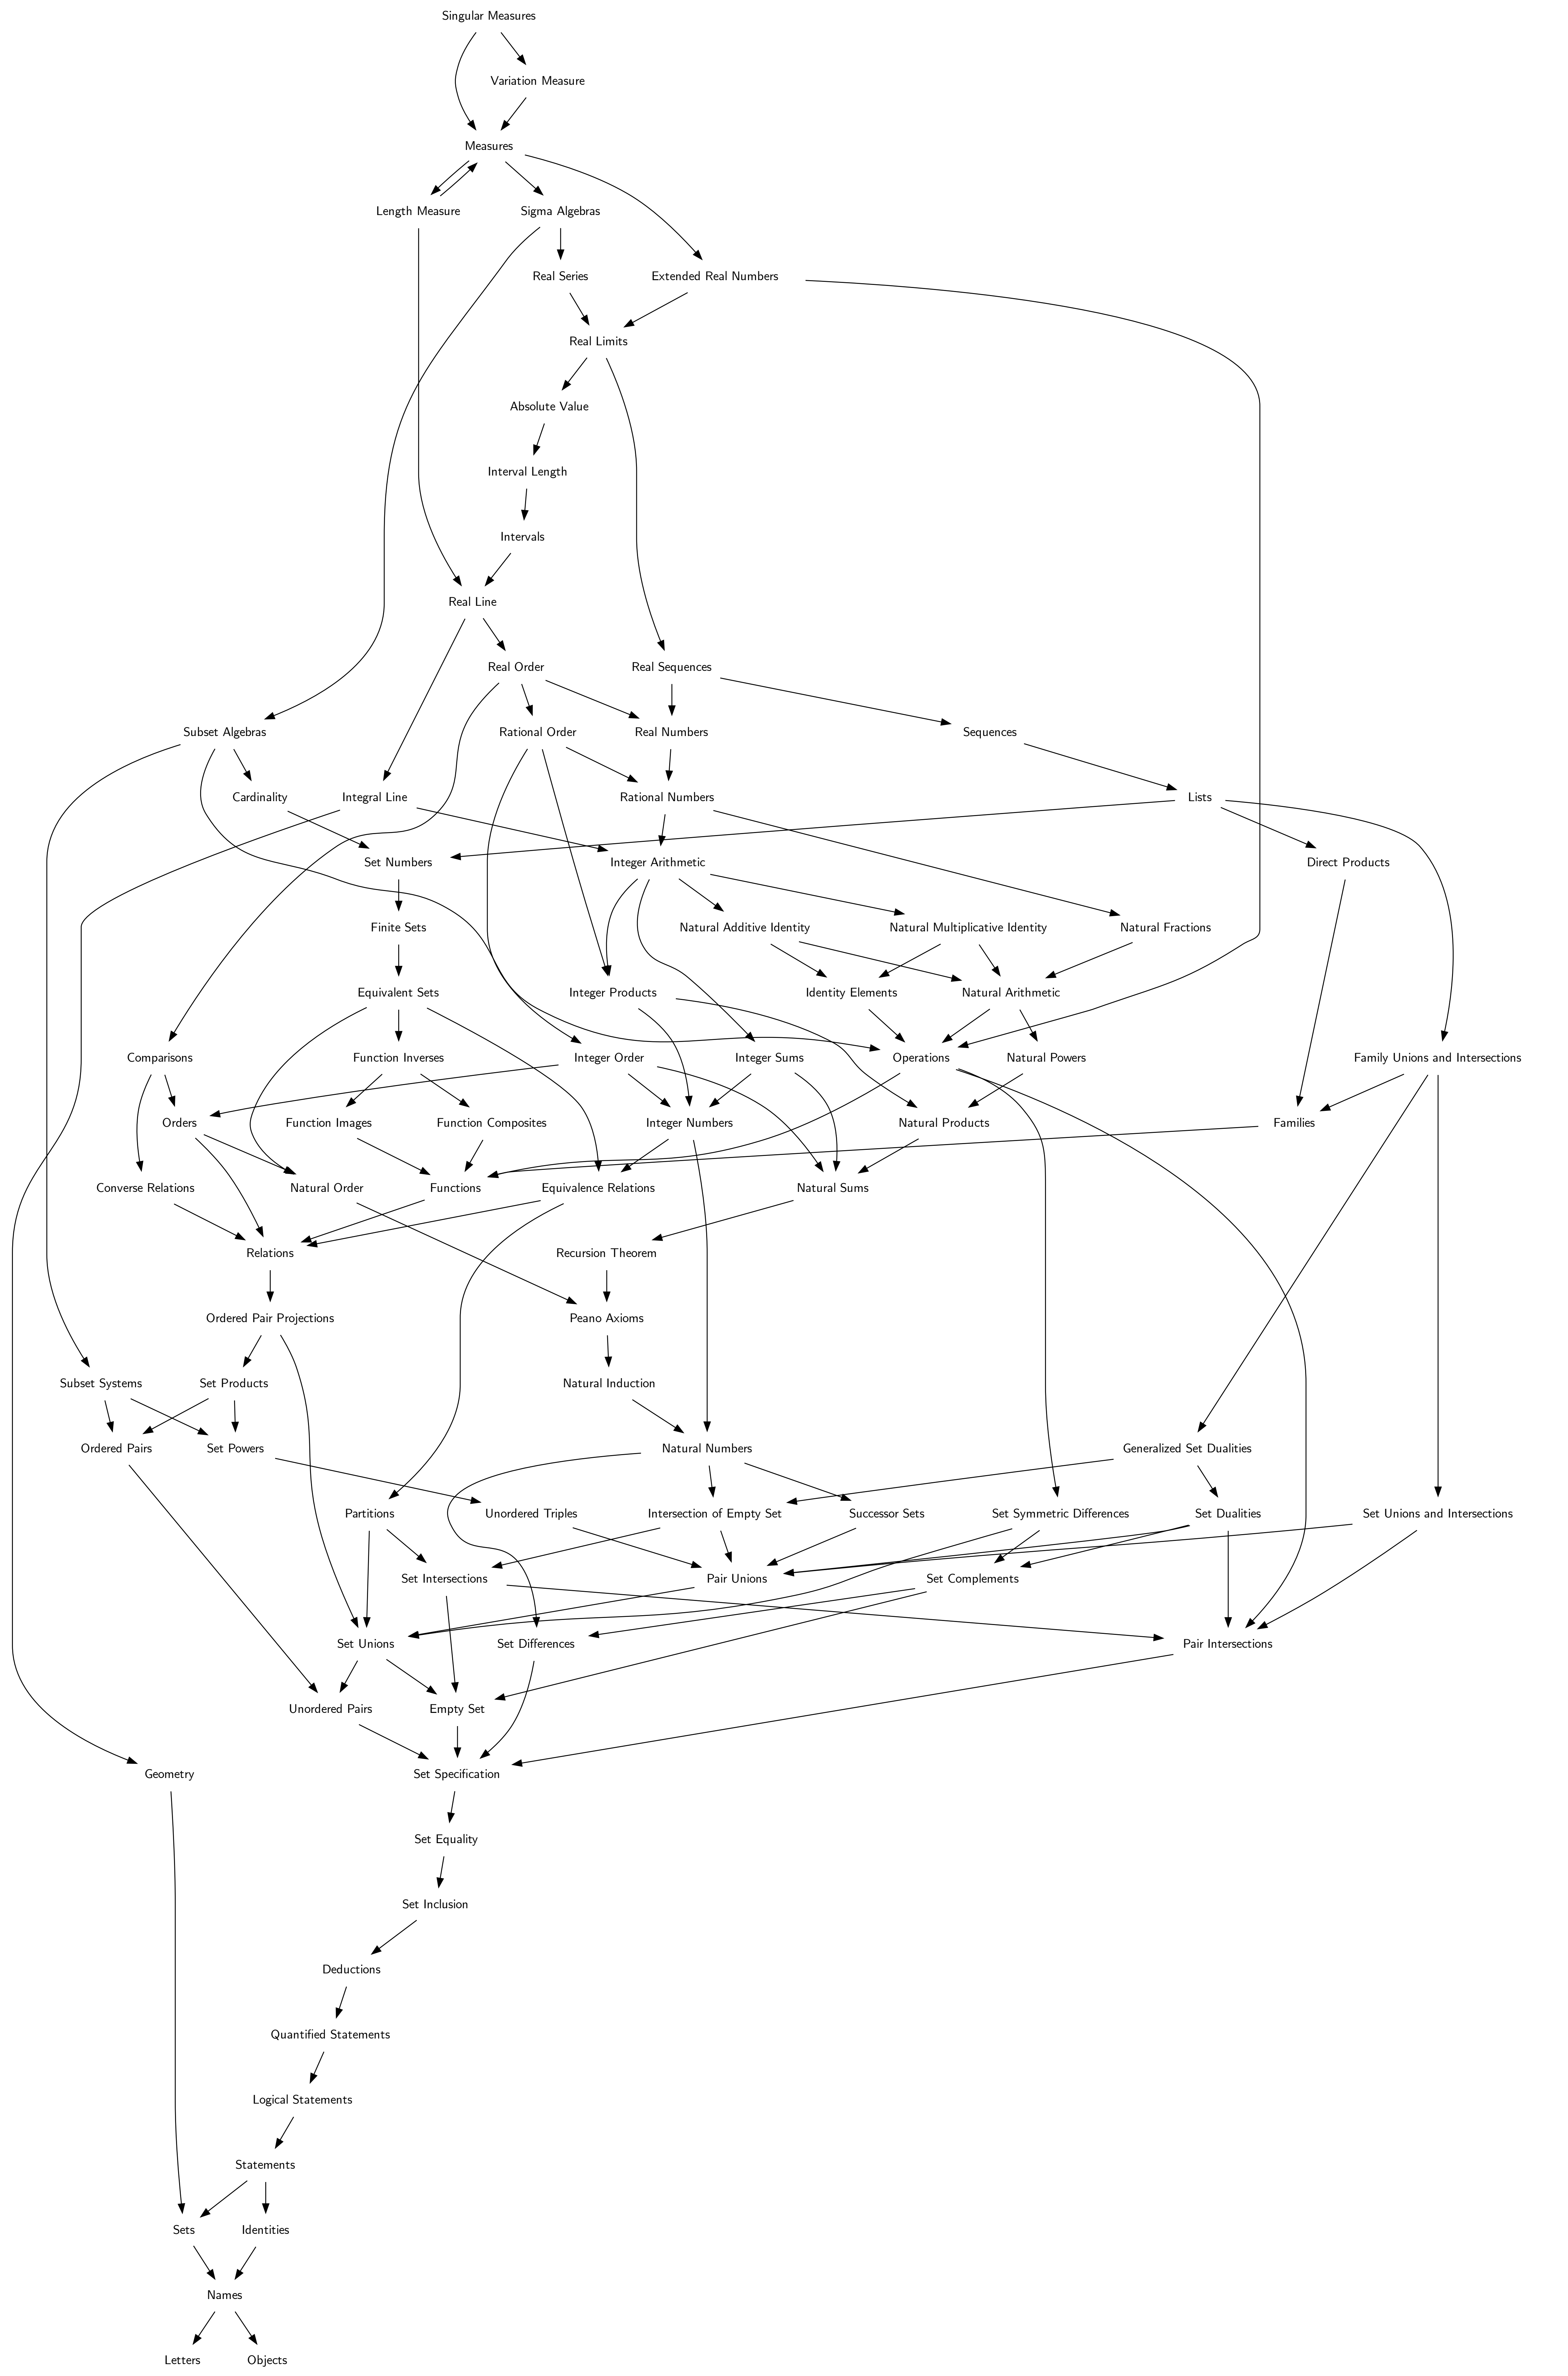 Singular Measures
Variation Measure
Measures
Length Measure
Sigma Algebras
Real Series
Extended Real Numbers
Real Limits
Absolute Value
Interval Length
Intervals
Real Line
Real Order
Real Sequences
Subset Algebras
Rational Order
Real Numbers
Sequences
Cardinality
Integral Line
Rational Numbers
Lists
Set Numbers
Integer Arithmetic
Direct Products
Finite Sets
Natural Additive Identity
Natural Multiplicative Identity
Natural Fractions
Equivalent Sets
Integer Products
Identity Elements
Natural Arithmetic
Comparisons
Function Inverses
Integer Order
Integer Sums
Operations
Natural Powers
Family Unions and Intersections
Orders
Function Images
Function Composites
Integer Numbers
Natural Products
Families
Converse Relations
Natural Order
Functions
Equivalence Relations
Natural Sums
Relations
Recursion Theorem
Ordered Pair Projections
Peano Axioms
Subset Systems
Set Products
Natural Induction
Ordered Pairs
Set Powers
Natural Numbers
Generalized Set Dualities
Partitions
Unordered Triples
Intersection of Empty Set
Successor Sets
Set Symmetric Differences
Set Dualities
Set Unions and Intersections
Set Intersections
Pair Unions
Set Complements
Set Unions
Set Differences
Pair Intersections
Unordered Pairs
Empty Set
Geometry
Set Specification
Set Equality
Set Inclusion
Deductions
Quantified Statements
Logical Statements
Statements
Sets
Identities
Names
Letters
Objects